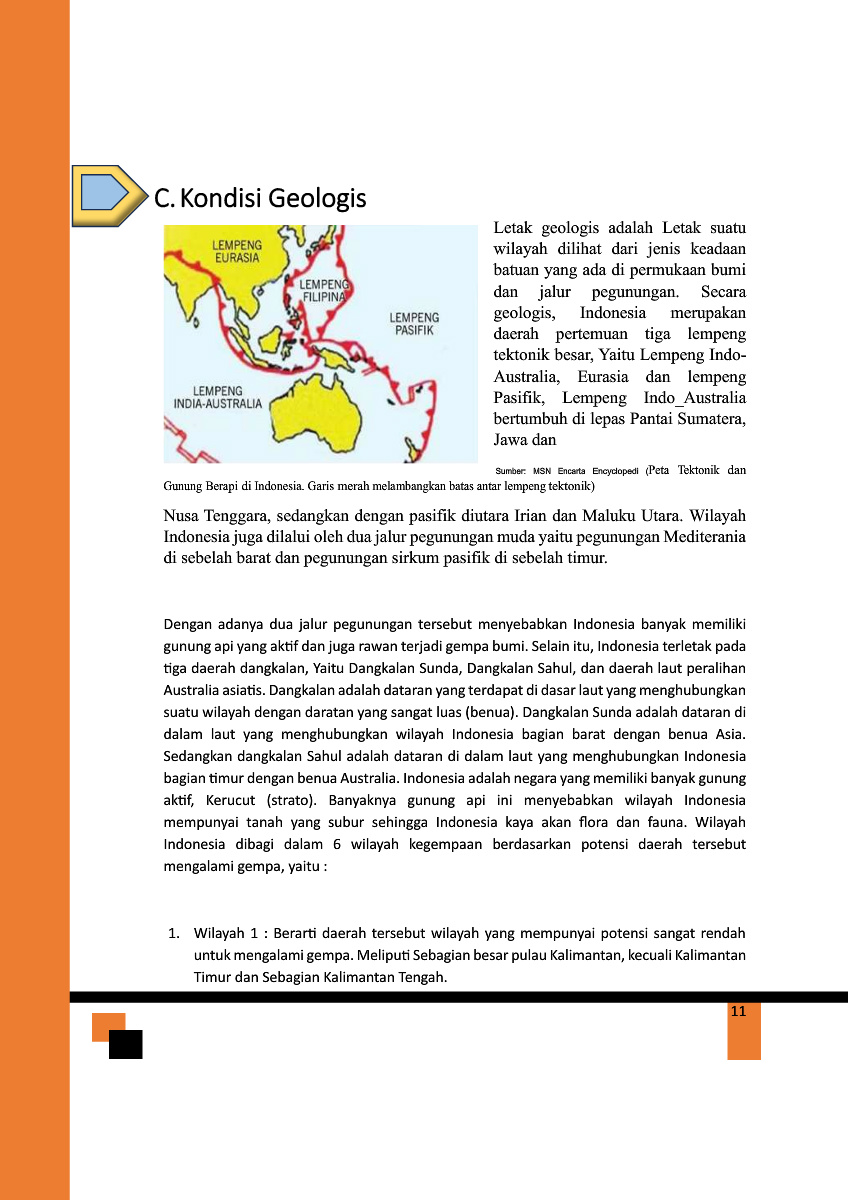 C. Kondisi Geologis
LEMPENG
EURASIA
LEMPENG
FILIPINA
LEMPENG
PASIFIK
LEMPENG
INDIA-AUSTRALIA
Letak geologis adalah Letak suatu
wilayah dilihat dari jenis keadaan
batuan yang ada di permukaan bumi
dan jalur pegunungan. Secara
geologis, Indonesia merupakan
daerah pertemuan tiga lempeng
tektonik besar, Yaitu Lempeng Indo-
Australia, Eurasia dan lempeng
Pasifik, Lempeng Indo_Australia
bertumbuh di lepas Pantai Sumatera,
Jawa dan
Sumber: MSN Encarta Encyclopedi (Peta Tektonik dan
Gunung Berapi di Indonesia. Garis merah melambangkan batas antar lempeng tektonik)
Nusa Tenggara, sedangkan dengan pasifik diutara Irian dan Maluku Utara. Wilayah
Indonesia juga dilalui oleh dua jalur pegunungan muda yaitu pegunungan Mediterania
di sebelah barat dan pegunungan sirkum pasifik di sebelah timur.
Dengan adanya dua jalur pegunungan tersebut menyebabkan Indonesia banyak memiliki
gunung api yang aktif dan juga rawan terjadi gempa bumi. Selain itu, Indonesia terletak pada
tiga daerah dangkalan, Yaitu Dangkalan Sunda, Dangkalan Sahul, dan daerah laut peralihan
Australia asiatis. Dangkalan adalah dataran yang terdapat di dasar laut yang menghubungkan
suatu wilayah dengan daratan yang sangat luas (benua). Dangkalan Sunda adalah dataran di
dalam laut yang menghubungkan wilayah Indonesia bagian barat dengan benua Asia.
Sedangkan dangkalan Sahul adalah dataran di dalam laut yang menghubungkan Indonesia
bagian timur dengan benua Australia. Indonesia adalah negara yang memiliki banyak gunung
aktif, Kerucut (strato). Banyaknya gunung api ini menyebabkan wilayah Indonesia
mempunyai tanah yang subur sehingga Indonesia kaya akan flora dan fauna. Wilayah
Indonesia dibagi dalam 6 wilayah kegempaan berdasarkan potensi daerah tersebut
mengalami gempa, yaitu :
1. Wilayah 1 : Berarti daerah tersebut wilayah yang mempunyai potensi sangat rendah
untuk mengalami gempa. Meliputi Sebagian besar pulau Kalimantan, kecuali Kalimantan
Timur dan Sebagian Kalimantan Tengah.
11